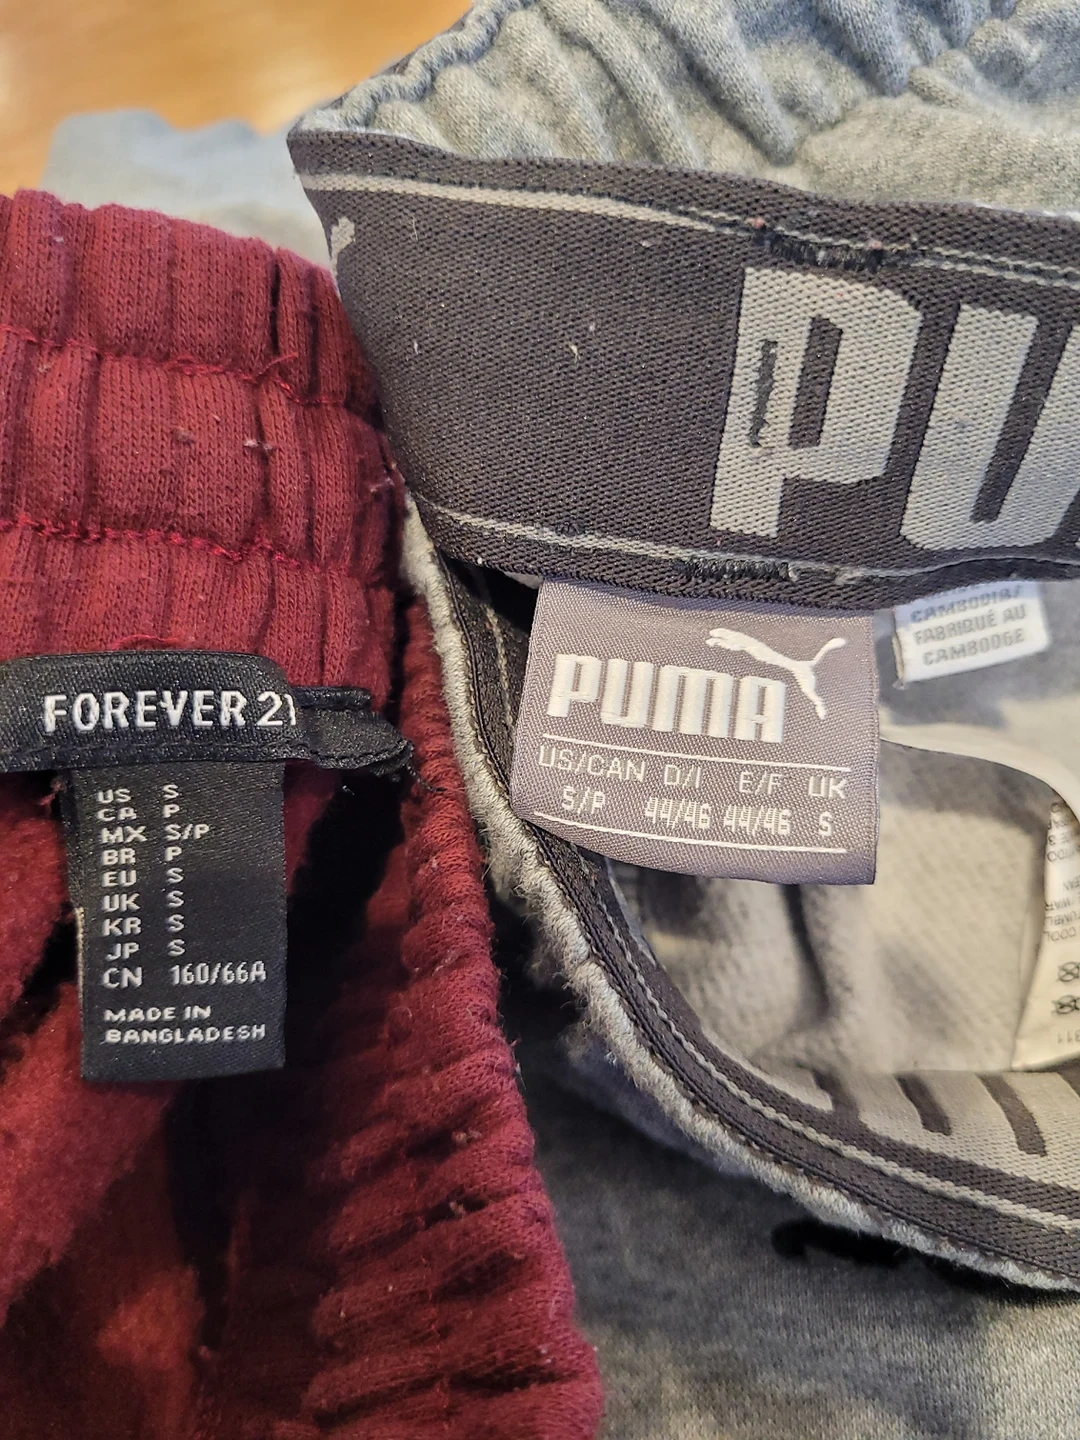 PU
FOREVER 21
US S
CA P
MX S/P
BR P
EU S
UK S
KR S
JP S
CN 160/66A
MADE IN
BANGLADESH
PUMA
US/CAN D/I E/F UK
S/P 44/46 44/46 S
CAMBODIA/
FABRIQUÉ AU
CAMBODGE